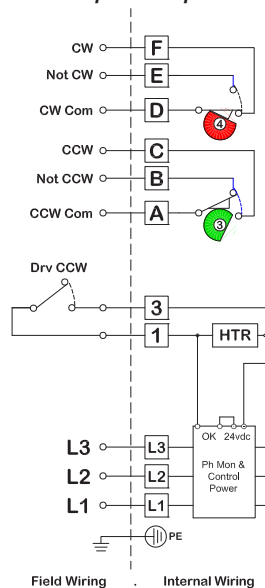 CW F
Not CW E
CW Com D
4
CCW C
Not CCW B
CCW Com A
3
Drv CCW
3
1 HTR
OK 24vdc
L3 L3
Ph Mon &
L2 L2 Control
Power
L1 L1
PE
Field Wiring . Internal Wiring